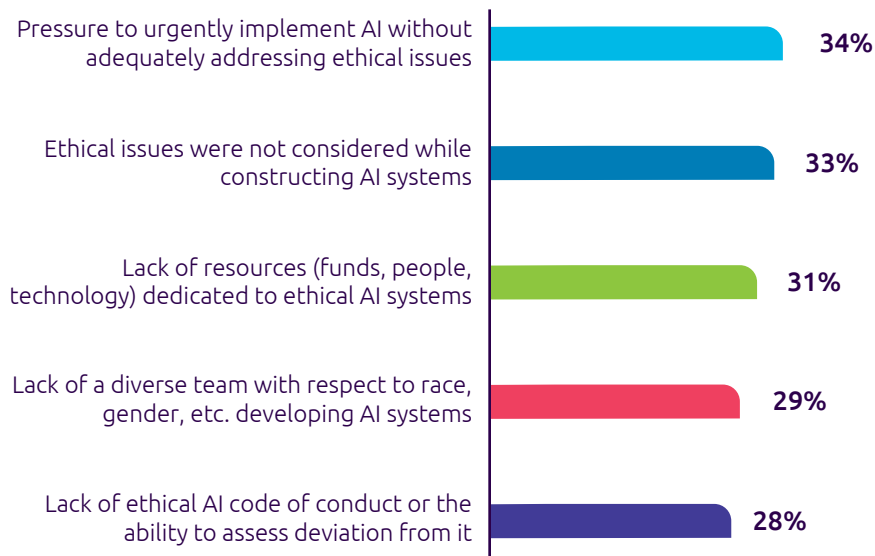 Pressure to urgently implement AI without
adequately addressing ethical issues
34%
Ethical issues were not considered while
constructing AI systems
33%
Lack of resources (funds, people,
technology) dedicated to ethical AI systems
31%
Lack of a diverse team with respect to race,
gender, etc. developing AI systems
29%
Lack of ethical AI code of conduct or the
ability to assess deviation from it
28%